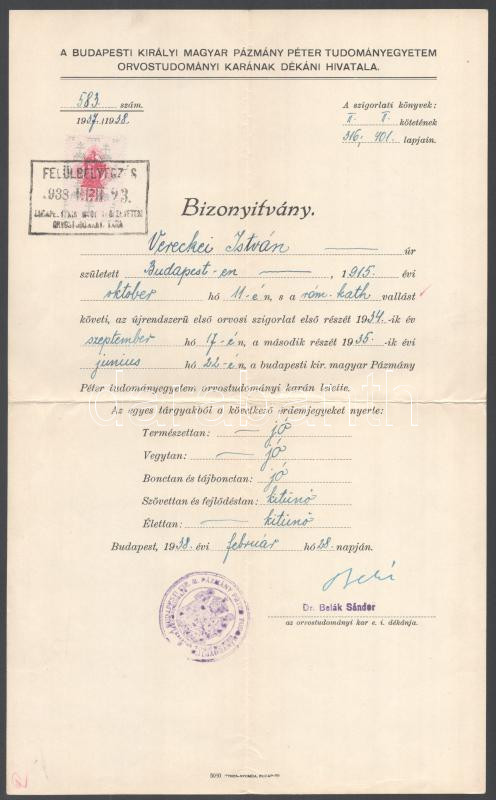 A BUDAPESTI KIRÁLYI MAGYAR PÁZMÁNY PÉTER TUDOMÁNYEGYETEM
ORVOSTUDOMÁNYI KARÁNAK DÉKÁNI HIVATALA.
583. szám.
1937/1938.
A szigorlati könyvek:
II. II. kötetének
316, 401. lapjain.
FELÜLBÉLYEGZÉS
ORVOSTUDOMÁNYI KARA
Bizonyítvány.
Vereckei István úr
született Budapest-en, 1915. évi
október hó 11-én, s a róm. kath vallást
követi, az újrendszerű első orvosi szigorlat első részét 1934.-ik év
szeptember hó 17-én, a második részét 1935.-ik évi
június hó 22-én, a budapesti kir. magyar Pázmány
Péter tudományegyetem orvostudományi karán letette.
Az egyes tárgyakból a következő érdemjegyeket nyerte:
Természettan: jó
Vegytan: jó
Bonctan és tájbonctan: jó
Szövettan és fejlődéstan: kitünő
Élettan: kitünő
Budapest, 1938. évi február hó 28. napján.
Belák
Dr. Belák Sándor
az orvostudományi kar e. i. dékánja.
darabanth